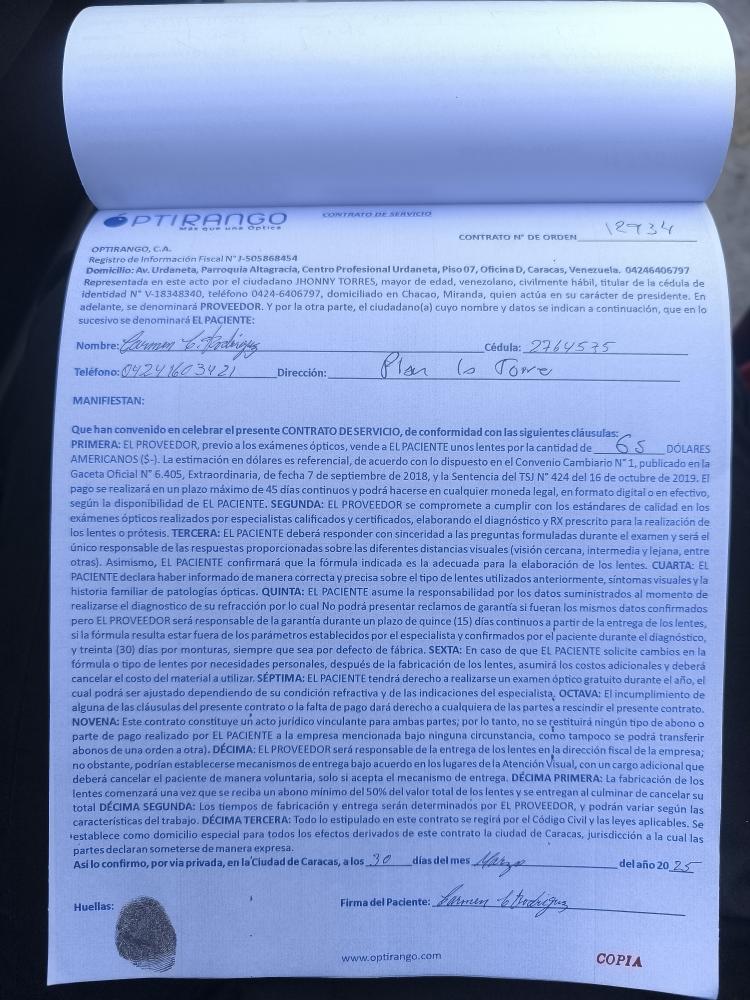 OPTIRANGO
Más que una Óptica
CONTRATO DE SERVICIO
CONTRATO N° DE ORDEN 12934
OPTIRANGO, C.A.
Registro de Información Fiscal N° J-505868454
Domicilio: Av. Urdaneta, Parroquia Altagracia, Centro Profesional Urdaneta, Piso 07, Oficina D, Caracas, Venezuela. 04246406797
Representada en este acto por el ciudadano JHONNY TORRES, mayor de edad, venezolano, civilmente hábil, titular de la cédula de
identidad N° V-18348340, teléfono 0424-6406797, domiciliado en Chacao, Miranda, quien actúa en su carácter de presidente. En
adelante, se denominará PROVEEDOR. Y por la otra parte, el ciudadano(a) cuyo nombre y datos se indican a continuación, que en lo
sucesivo se denominará EL PACIENTE:
Nombre: Carmen C. Rodriguez Cédula: 2764575
Teléfono: 04241603421 Dirección: Plan la Torre
MANIFIESTAN:
Que han convenido en celebrar el presente CONTRATO DE SERVICIO, de conformidad con las siguientes cláusulas:
PRIMERA: EL PROVEEDOR, previo a los exámenes ópticos, vende a EL PACIENTE unos lentes por la cantidad de 65 DÓLARES
AMERICANOS ($-). La estimación en dólares es referencial, de acuerdo con lo dispuesto en el Convenio Cambiario N° 1, publicado en la
Gaceta Oficial N° 6.405, Extraordinaria, de fecha 7 de septiembre de 2018, y la Sentencia del TSJ N° 424 del 16 de octubre de 2019. El
pago se realizará en un plazo máximo de 45 días continuos y podrá hacerse en cualquier moneda legal, en formato digital o en efectivo,
según la disponibilidad de EL PACIENTE. SEGUNDA: EL PROVEEDOR se compromete a cumplir con los estándares de calidad en los
exámenes ópticos realizados por especialistas calificados y certificados, elaborando el diagnóstico y RX prescrito para la realización de
los lentes o prótesis. TERCERA: EL PACIENTE deberá responder con sinceridad a las preguntas formuladas durante el examen y será el
único responsable de las respuestas proporcionadas sobre las diferentes distancias visuales (visión cercana, intermedia y lejana, entre
otras). Asimismo, EL PACIENTE confirmará que la fórmula indicada es la adecuada para la elaboración de los lentes. CUARTA: EL
PACIENTE declara haber informado de manera correcta y precisa sobre el tipo de lentes utilizados anteriormente, síntomas visuales y la
historia familiar de patologías ópticas. QUINTA: EL PACIENTE asume la responsabilidad por los datos suministrados al momento de
realizarse el diagnostico de su refracción por lo cual No podrá presentar reclamos de garantía si fueran los mismos datos confirmados
pero EL PROVEEDOR será responsable de la garantía durante un plazo de quince (15) días continuos a partir de la entrega de los lentes,
si la fórmula resulta estar fuera de los parámetros establecidos por el especialista y confirmados por el paciente durante el diagnóstico,
y treinta (30) días por monturas, siempre que sea por defecto de fábrica. SEXTA: En caso de que EL PACIENTE solicite cambios en la
fórmula o tipo de lentes por necesidades personales, después de la fabricación de los lentes, asumirá los costos adicionales y deberá
cancelar el costo del material a utilizar. SÉPTIMA: EL PACIENTE tendrá derecho a realizarse un examen óptico gratuito durante el año, el
cual podrá ser ajustado dependiendo de su condición refractiva y de las indicaciones del especialista. OCTAVA: El incumplimiento de
alguna de las cláusulas del presente contrato o la falta de pago dará derecho a cualquiera de las partes a rescindir el presente contrato.
NOVENA: Este contrato constituye un acto jurídico vinculante para ambas partes; por lo tanto, no se restituirá ningún tipo de abono o
parte de pago realizado por EL PACIENTE a la empresa mencionada bajo ninguna circunstancia, como tampoco se podrá transferir
abonos de una orden a otra). DÉCIMA: EL PROVEEDOR será responsable de la entrega de los lentes en la dirección fiscal de la empresa;
no obstante, podrían establecerse mecanismos de entrega bajo acuerdo en los lugares de la Atención Visual, con un cargo adicional que
deberá cancelar el paciente de manera voluntaria, solo si acepta el mecanismo de entrega. DÉCIMA PRIMERA: La fabricación de los
lentes comenzará una vez que se reciba un abono mínimo del 50% del valor total de los lentes y se entregan al culminar de cancelar su
total DÉCIMA SEGUNDA: Los tiempos de fabricación y entrega serán determinados por EL PROVEEDOR, y podrán variar según las
características del trabajo. DÉCIMA TERCERA: Todo lo estipulado en este contrato se regirá por el Código Civil y las leyes aplicables. Se
establece como domicilio especial para todos los efectos derivados de este contrato la ciudad de Caracas, jurisdicción a la cual las
partes declaran someterse de manera expresa.
Asi lo confirmo, por via privada, en la Ciudad de Caracas, a los 30 días del mes Marzo del año 2025
Huellas:
Firma del Paciente: Carmen C Rodriguez
www.optirango.com
COPIA